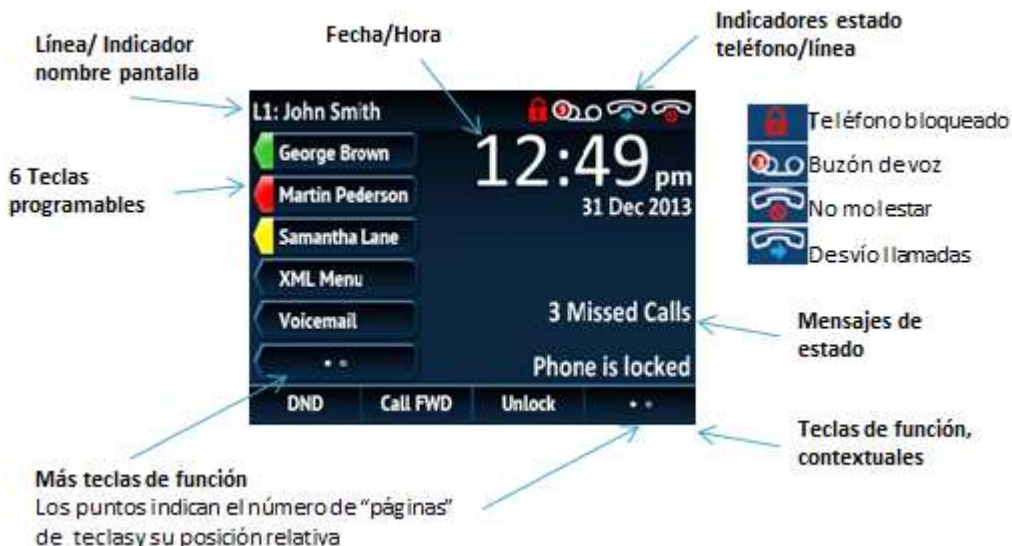 Línea/ Indicador
nombre pantalla
Fecha/Hora
Indicadores estado
teléfono/línea
L1: John Smith
George Brown
Martin Pederson
Samantha Lane
XML Menu
Voicemail
12:49 pm
31 Dec 2013
3 Missed Calls
Phone is locked
DND Call FWD Unlock
6 Teclas
programables
Teléfono bloqueado
Buzón de voz
No molestar
Desvío llamadas
Mensajes de
estado
Teclas de función,
contextuales
Más teclas de función
Los puntos indican el número de “páginas”
de teclasy su posición relativa